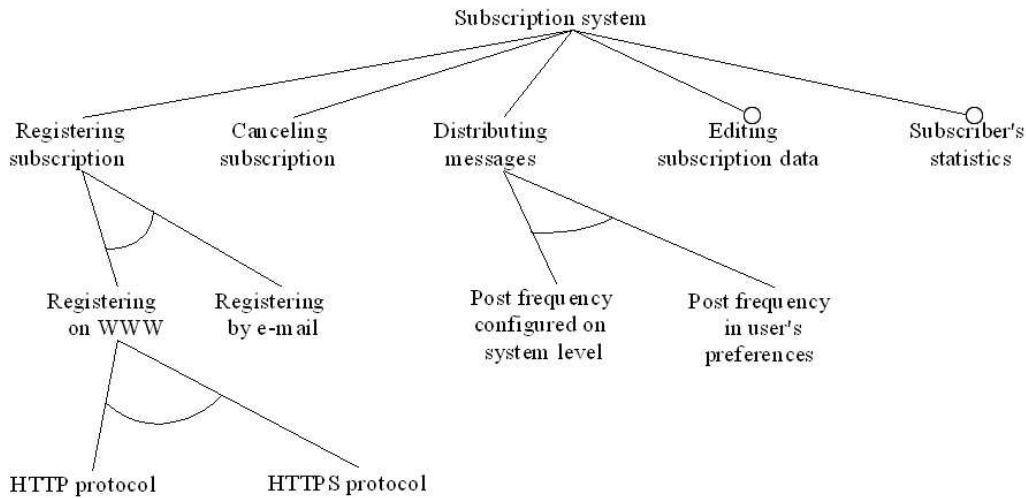 Subscription system
Registering
subscription
Canceling
subscription
Distributing
messages
Editing
subscription data
Subscriber's
statistics
Registering
on WWW
Registering
by e-mail
Post frequency
configured on
system level
Post frequency
in user's
preferences
HTTP protocol
HTTPS protocol